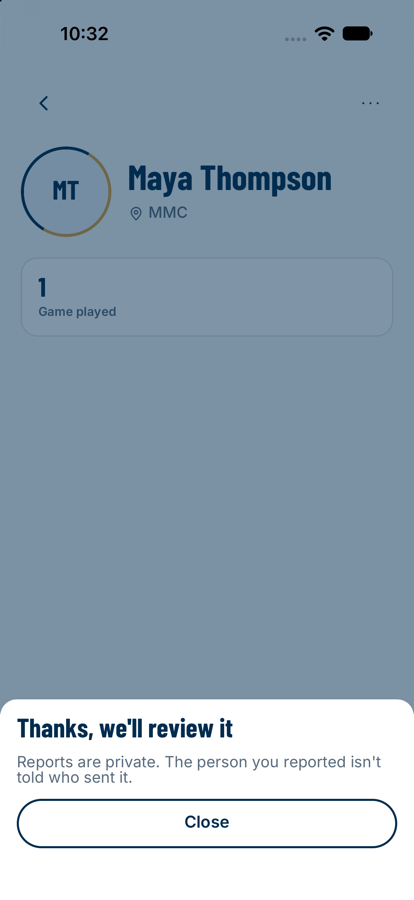 10:32
MT
Maya Thompson
MMC
1
Game played
Thanks, we'll review it
Reports are private. The person you reported isn't
told who sent it.
Close